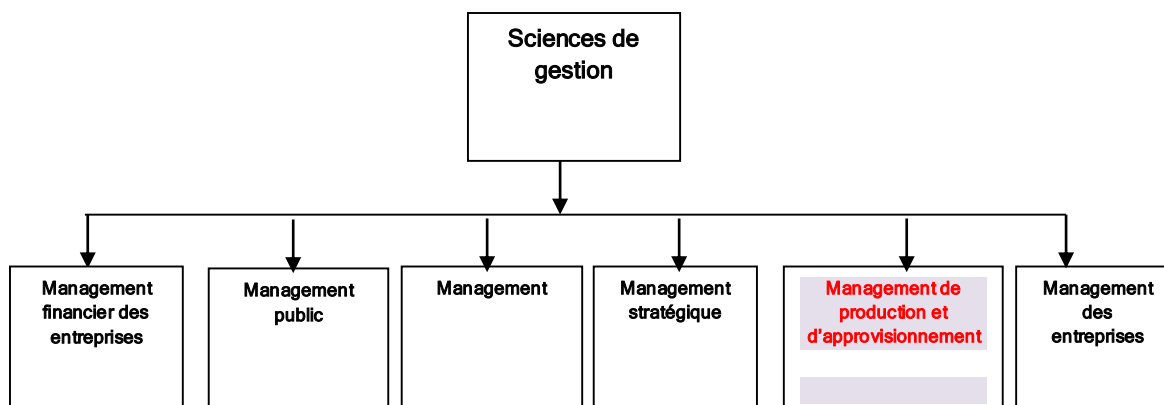 Sciences de
gestion
Management
financier des
entreprises
Management
public
Management
Management
stratégique
Management de
production et
d'approvisionnement
Management
des
entreprises